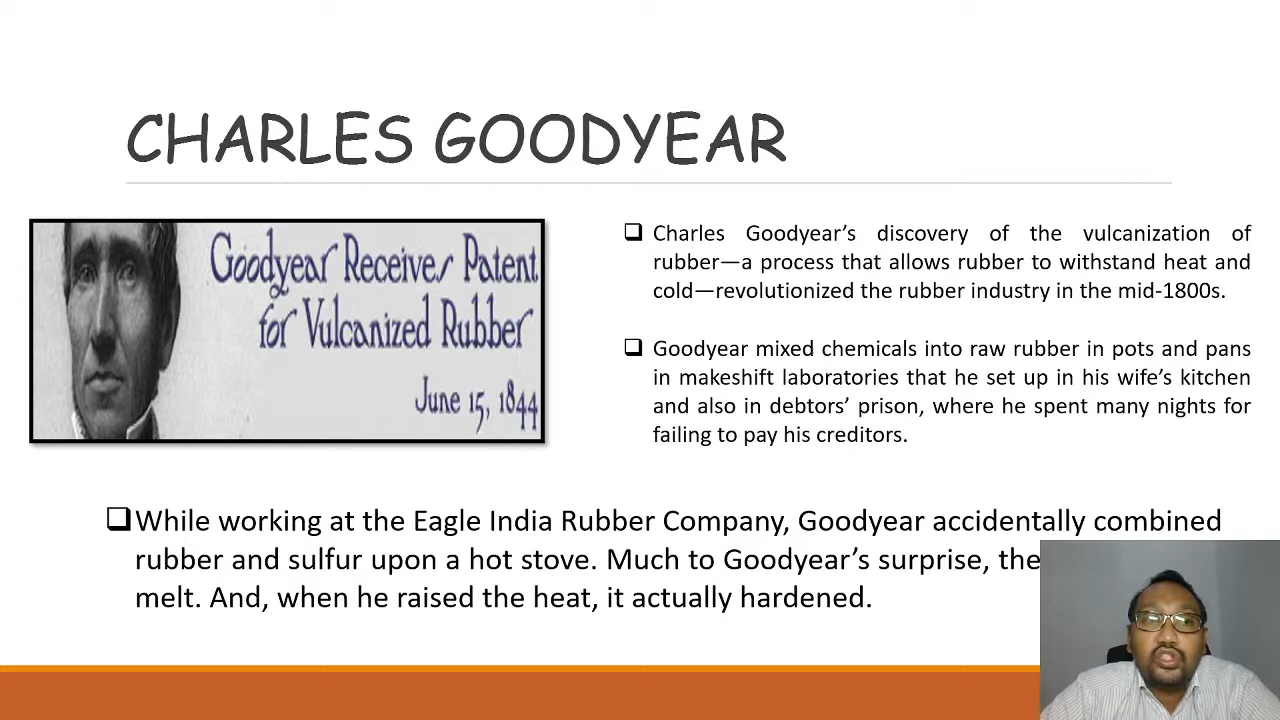 CHARLES GOODYEAR
Goodyear Receives Patent
for Vulcanized Rubber
June 15, 1844
Charles Goodyear’s discovery of the vulcanization of
rubber—a process that allows rubber to withstand heat and
cold—revolutionized the rubber industry in the mid-1800s.
Goodyear mixed chemicals into raw rubber in pots and pans
in makeshift laboratories that he set up in his wife’s kitchen
and also in debtors’ prison, where he spent many nights for
failing to pay his creditors.
While working at the Eagle India Rubber Company, Goodyear accidentally combined
rubber and sulfur upon a hot stove. Much to Goodyear’s surprise, the
melt. And, when he raised the heat, it actually hardened.